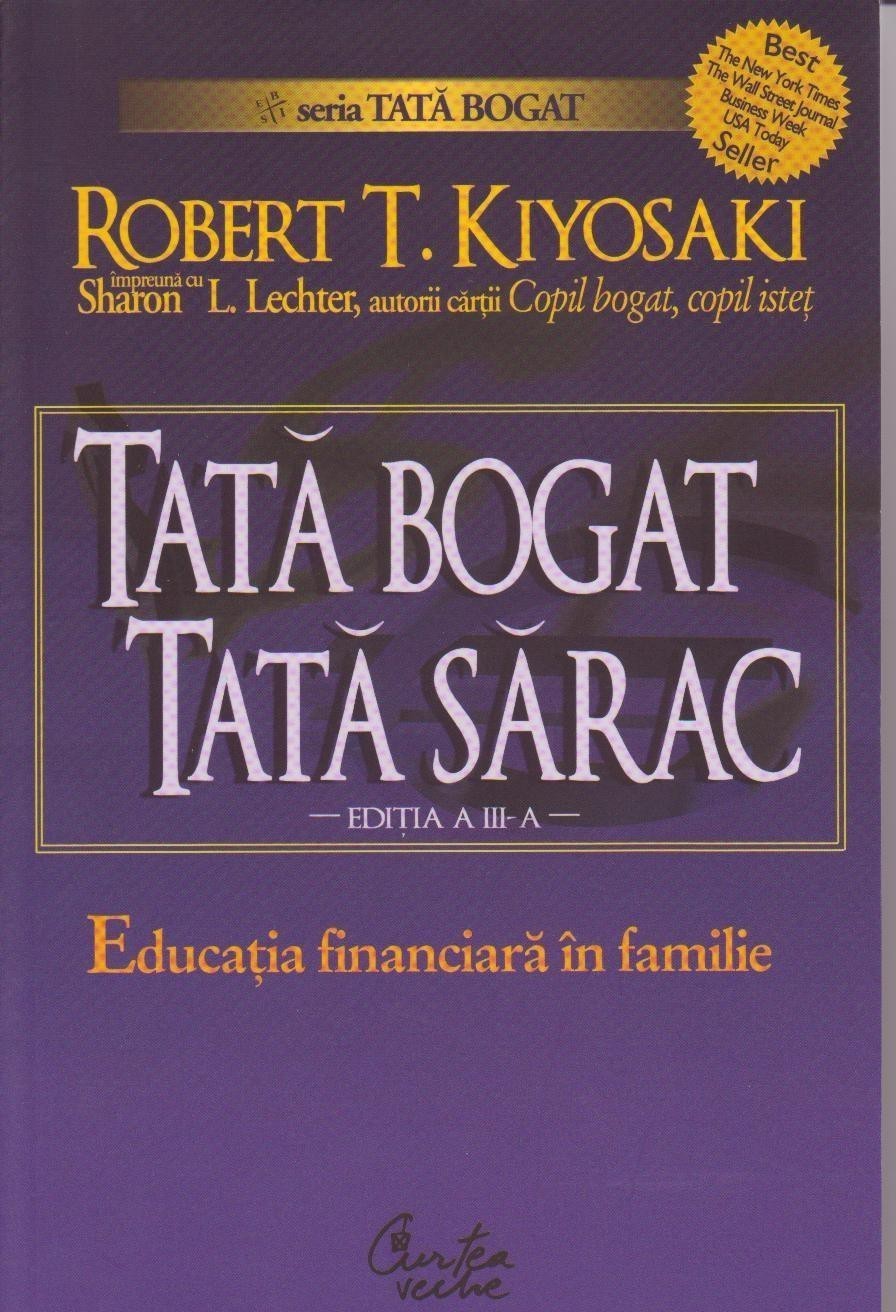 E B S I seria TATĂ BOGAT
Best
The New York Times
The Wall Street Journal
Business Week
USA Today
Seller
ROBERT T. KIYOSAKI
împreună cu
Sharon L. Lechter, autorii cărții Copil bogat, copil isteț
TATĂ BOGAT
TATĂ SĂRAC
— EDIȚIA A III-A —
Educația financiară în familie
Curtea
veche